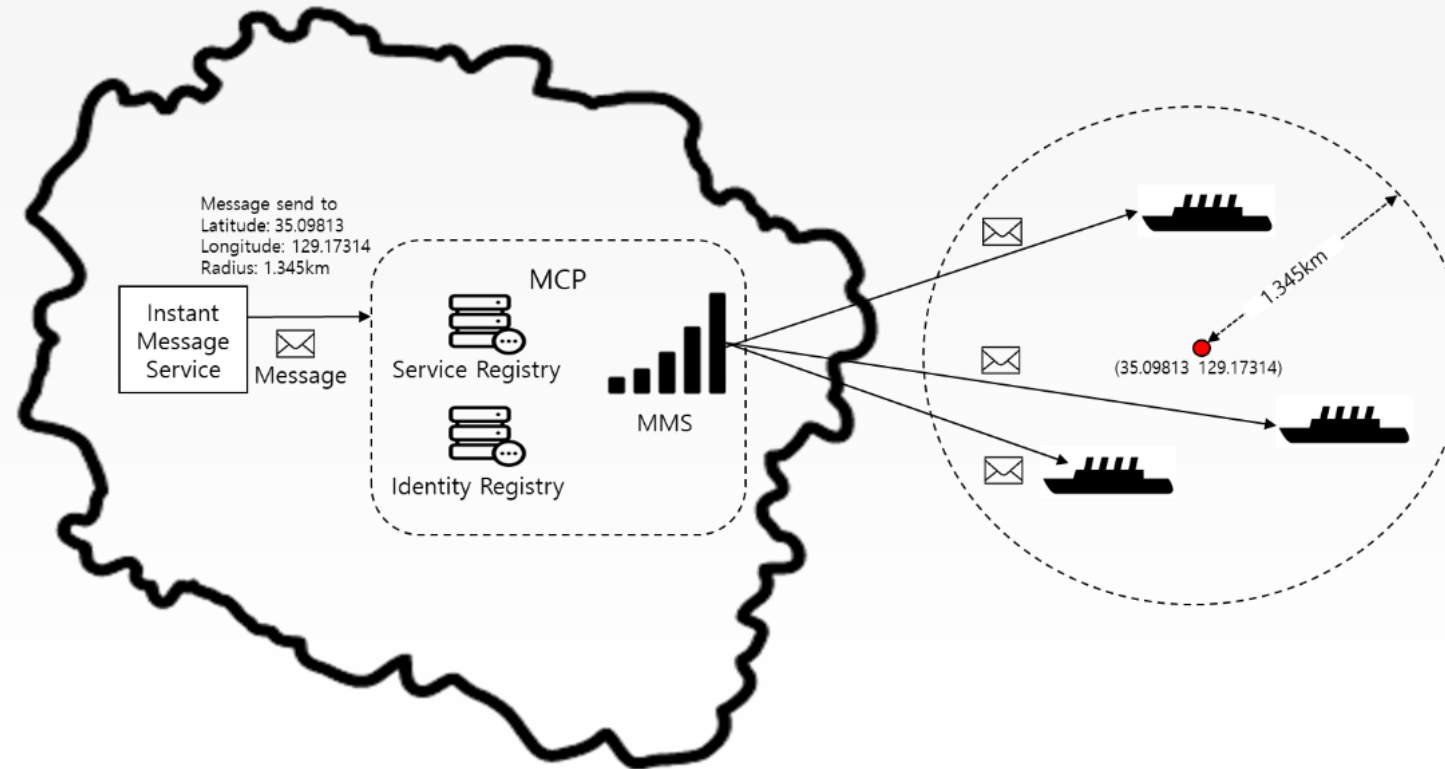 Message send to
Latitude: 35.09813
Longitude: 129.17314
Radius: 1.345km
Instant
Message
Service
Message
MCP
Service Registry
Identity Registry
MMS
1.345km
(35.09813 129.17314)